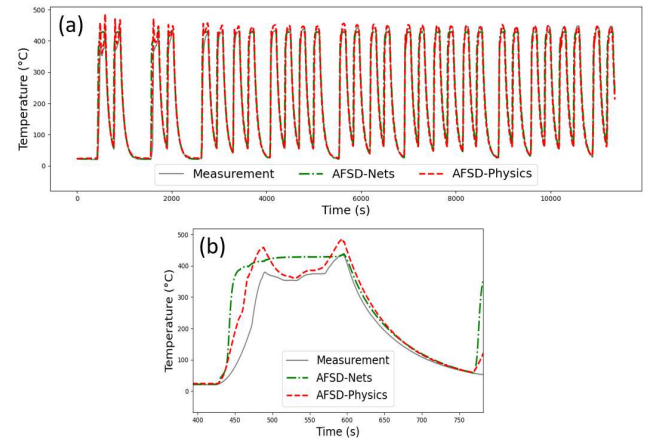 (a)
500
400
300
200
100
0
Temperature (°C)
Measurement AFSD-Nets AFSD-Physics
0 2000 4000 6000 8000 10000
Time (s)
(b)
500
400
300
200
100
0
Temperature (°C)
Measurement
AFSD-Nets
AFSD-Physics
400 450 500 550 600 650 700 750
Time (s)